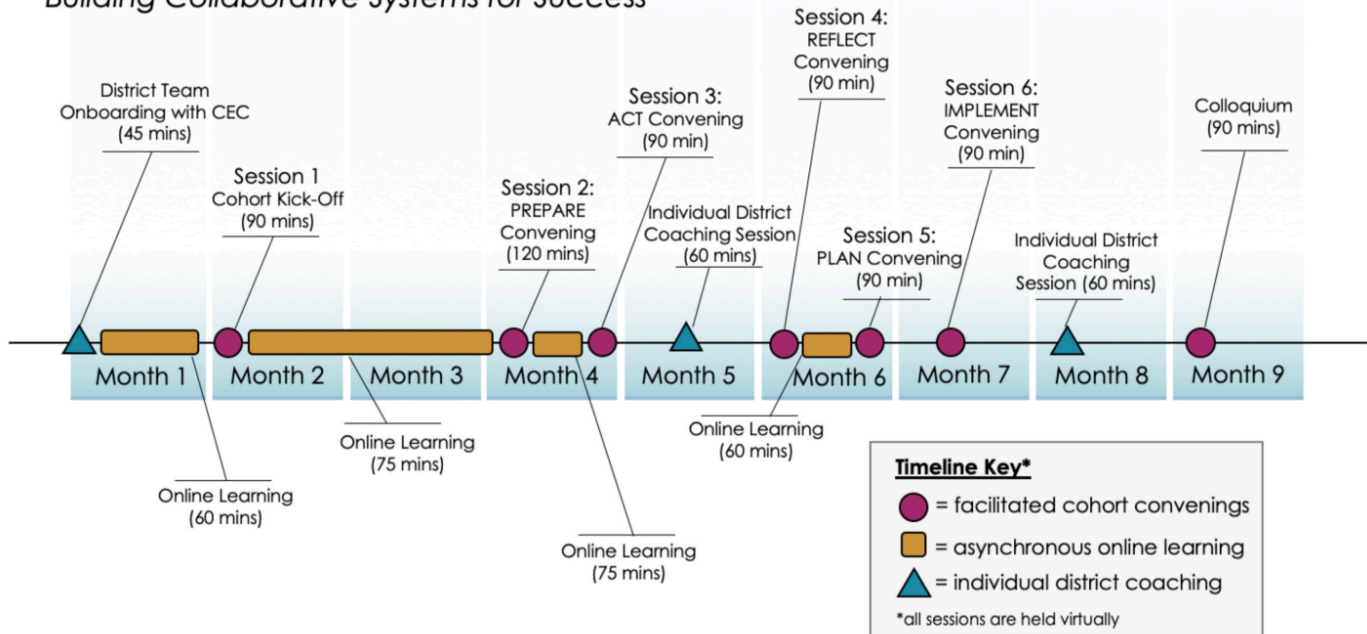 Building Collaborative Systems for Success
District Team
Onboarding with CEC
(45 mins)
Session 1
Cohort Kick-Off
(90 mins)
Session 2:
PREPARE
Convening
(120 mins)
Session 3:
ACT Convening
(90 min)
Individual District
Coaching Session
(60 mins)
Session 4:
REFLECT
Convening
(90 min)
Session 5:
PLAN Convening
(90 min)
Session 6:
IMPLEMENT
Convening
(90 min)
Individual District
Coaching
Session (60 mins)
Colloquium
(90 mins)
Month 1
Month 2
Month 3
Month 4
Month 5
Month 6
Month 7
Month 8
Month 9
Online Learning
(60 mins)
Online Learning
(75 mins)
Online Learning
(75 mins)
Online Learning
(60 mins)
Timeline Key*
= facilitated cohort convenings
= asynchronous online learning
= individual district coaching
*all sessions are held virtually